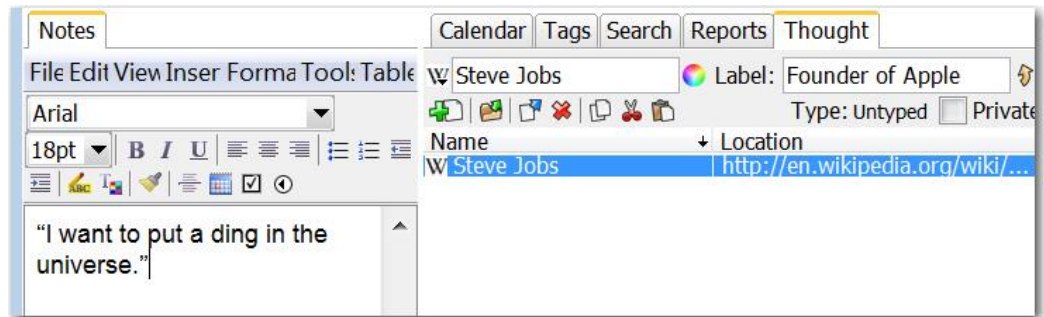 Notes
File Edit View Inser Forma Tools Table
Arial
18pt B I U
ABC T
“I want to put a ding in the
universe.”
Calendar Tags Search Reports Thought
W Steve Jobs Label: Founder of Apple
Type: Untyped Private
Name Location
W Steve Jobs http://en.wikipedia.org/wiki/...